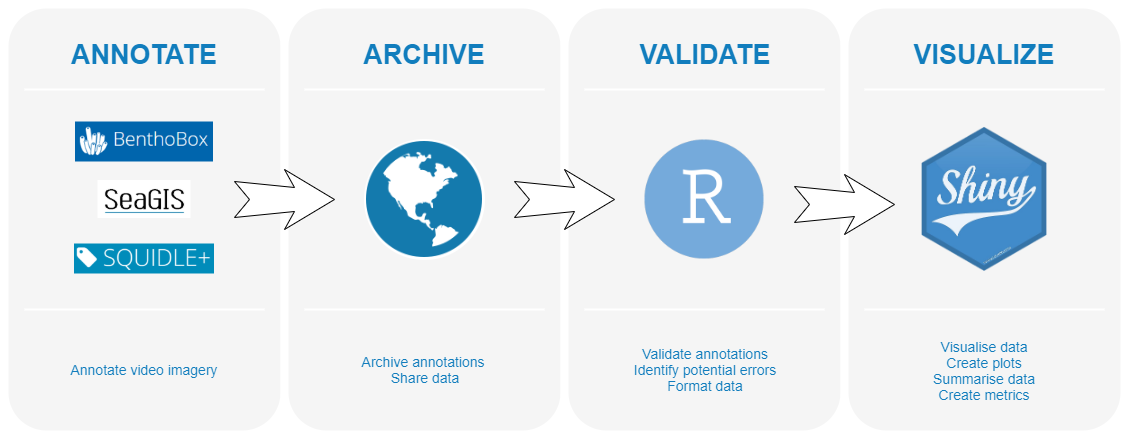 ANNOTATE
BenthoBox
SeaGIS
SQUIDLE+
Annotate video imagery
ARCHIVE
Archive annotations
Share data
VALIDATE
R
Validate annotations
Identify potential errors
Format data
VISUALIZE
Shiny
Visualise data
Create plots
Summarise data
Create metrics